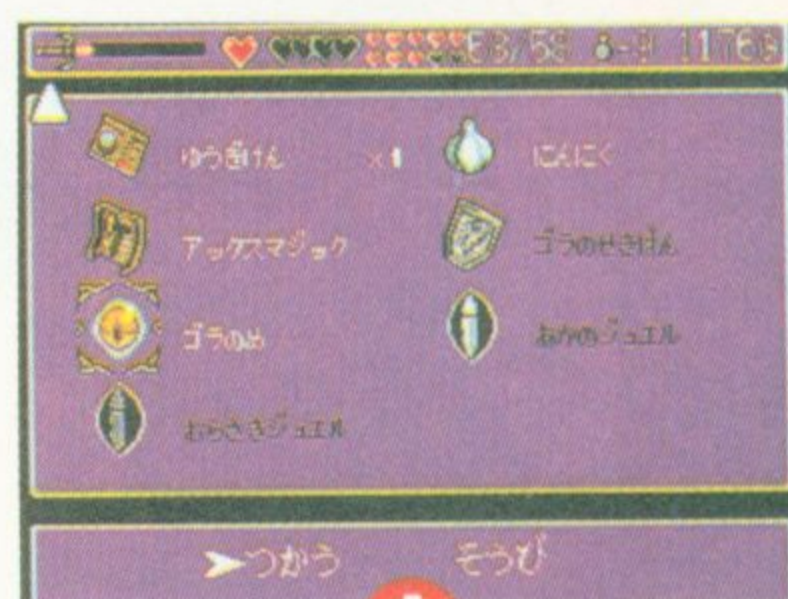 53/58 8-9 1176G
ゆうぎけん ×1 にんにく
アックスマジック ゴラのせきばん
ゴラのめ あかのジュエル
むらさきジュエル
つかう そうび